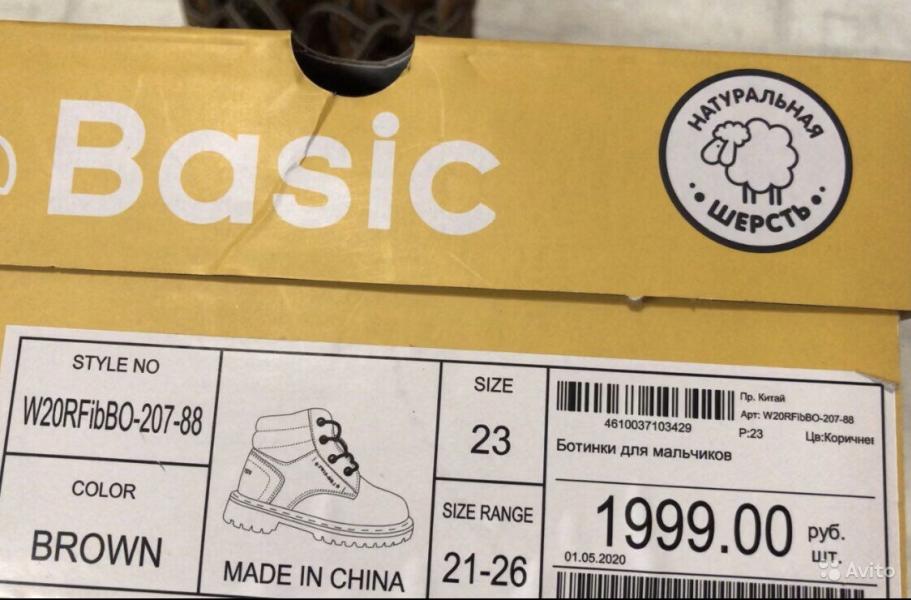 Basic
НАТУРАЛЬНАЯ
ШЕРСТЬ
STYLE NO
W20RFibBO-207-88
COLOR
BROWN
MADE IN CHINA
SIZE
23
SIZE RANGE
21-26
4610037103429
Пр. Китай
Арт: W20RFibBO-207-88
Р:23 Цв:Коричнев
Ботинки для мальчиков
1999.00 руб.
шт.
01.05.2020
Avito